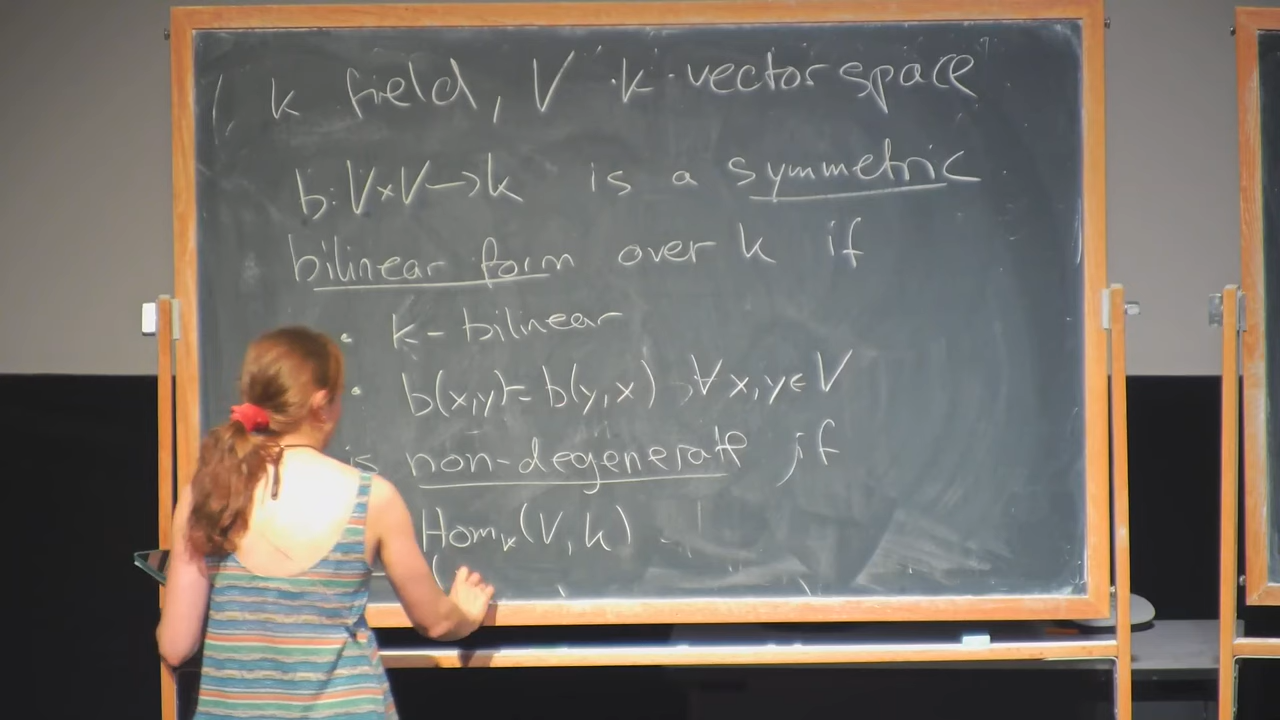 1. k field, V k-vector space
b: V×V→k is a symmetric
bilinear form over k if
• k-bilinear
• b(x,y)=b(y,x), ∀x,y∈V
is non-degenerate if
Hom_k(V,k)